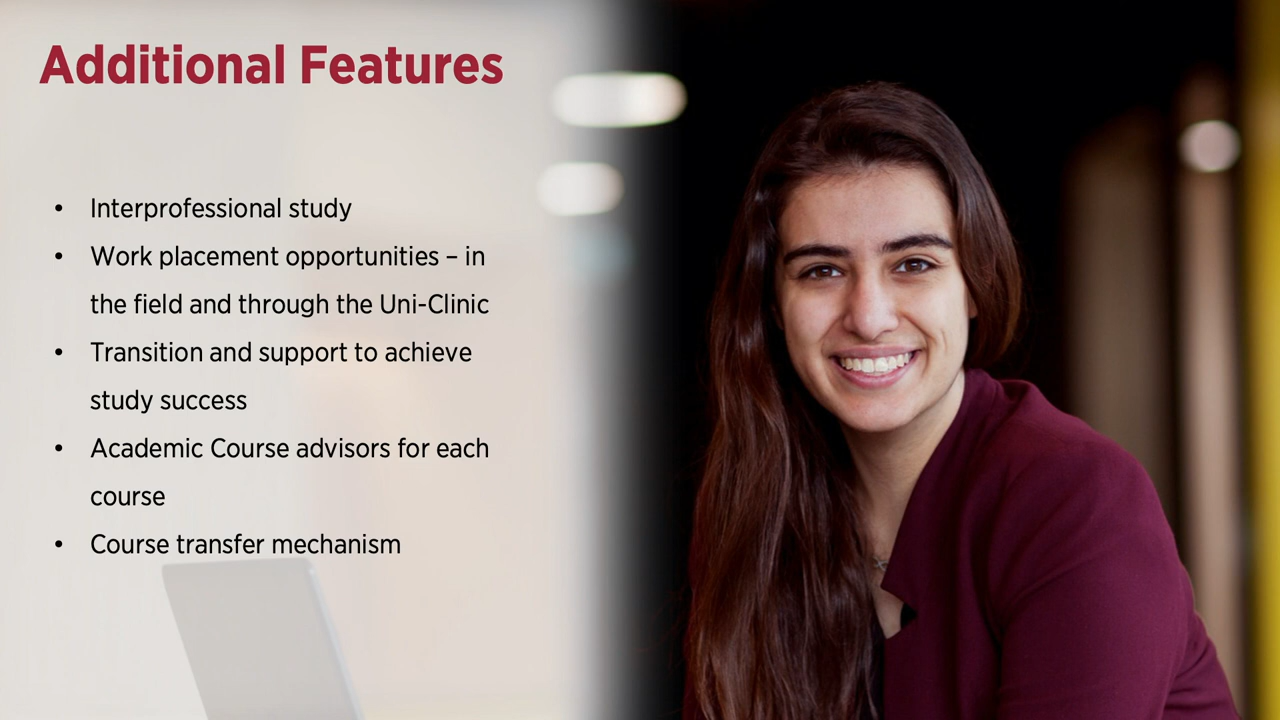 Additional Features
• Interprofessional study
• Work placement opportunities – in
the field and through the Uni-Clinic
• Transition and support to achieve
study success
• Academic Course advisors for each
course
• Course transfer mechanism